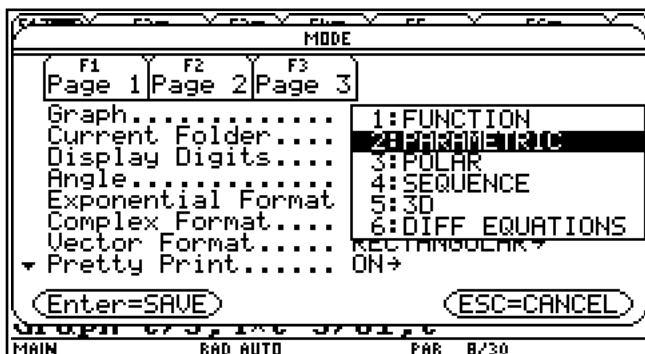 MODE
F1 F2 F3
Page 1 Page 2 Page 3
Graph..............
Current Folder....
Display Digits....
Angle..............
Exponential Format
Complex Format....
Vector Format..... RECTANGULAR→
Pretty Print...... ON→
1:FUNCTION
2:PARAMETRIC
3:POLAR
4:SEQUENCE
5:3D
6:DIFF EQUATIONS
Enter=SAVE ESC=CANCEL
MAIN RAD AUTO PAR 8/30